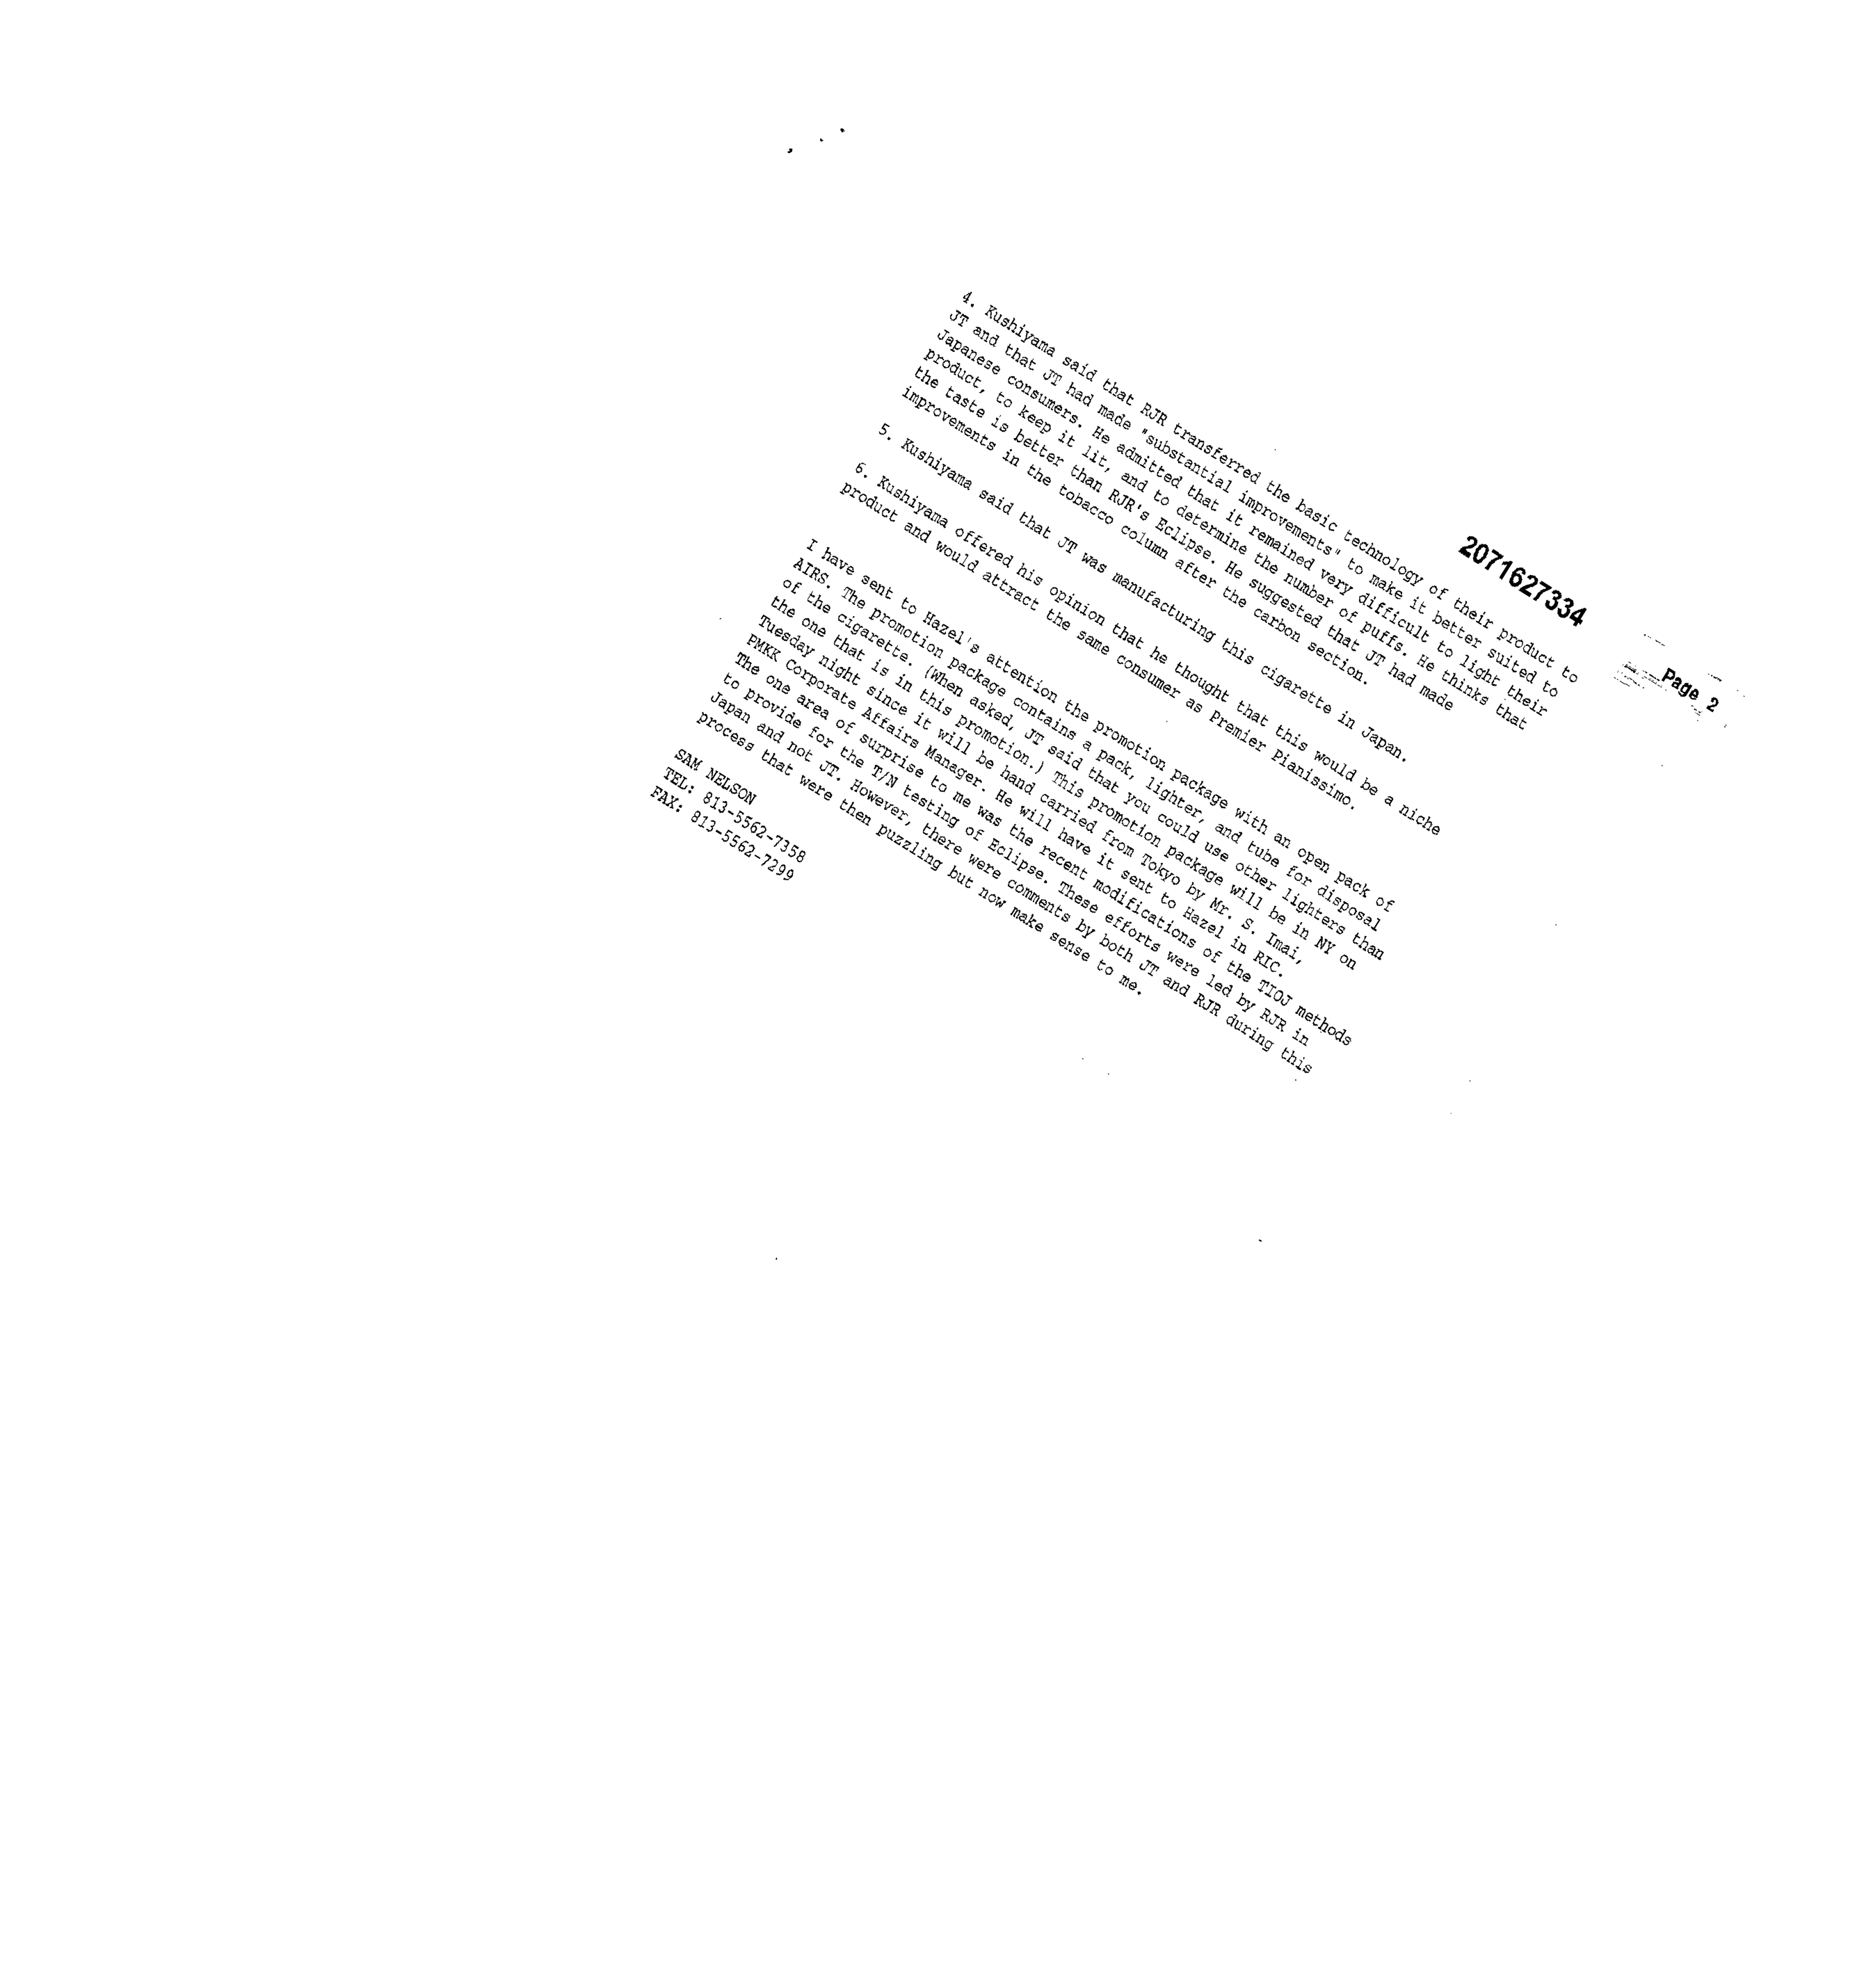 Page 2
2071627334
4. Kushiyama said that RJR transferred the basic technology of their product to
JT and that JT had made "substantial improvements" to make it better suited to
Japanese consumers. He admitted that it remained very difficult to light their
product, to keep it lit, and to determine the number of puffs. He thinks that
the taste is better than RJR's Eclipse. He suggested that JT had made
improvements in the tobacco column after the carbon section.
5. Kushiyama said that JT was manufacturing this cigarette in Japan.
6. Kushiyama offered his opinion that he thought that this would be a niche
product and would attract the same consumer as Premier Pianissimo.
I have sent to Hazel's attention the promotion package with an open pack of
AIRS. The promotion package contains a pack, lighter, and tube for disposal
of the cigarette. (When asked, JT said that you could use other lighters than
the one that is in this promotion.) This promotion package will be in NY on
Tuesday night since it will be hand carried from Tokyo by Mr. S. Imai,
PMKK Corporate Affairs Manager. He will have it sent to Hazel in RIC.
The one area of surprise to me was the recent modifications of the TIOJ methods
to provide for the T/N testing of Eclipse. These efforts were led by RJR in
Japan and not JT. However, there were comments by both JT and RJR during this
process that were then puzzling but now make sense to me.
SAM NELSON
TEL: 813-5562-7358
FAX: 813-5562-7299